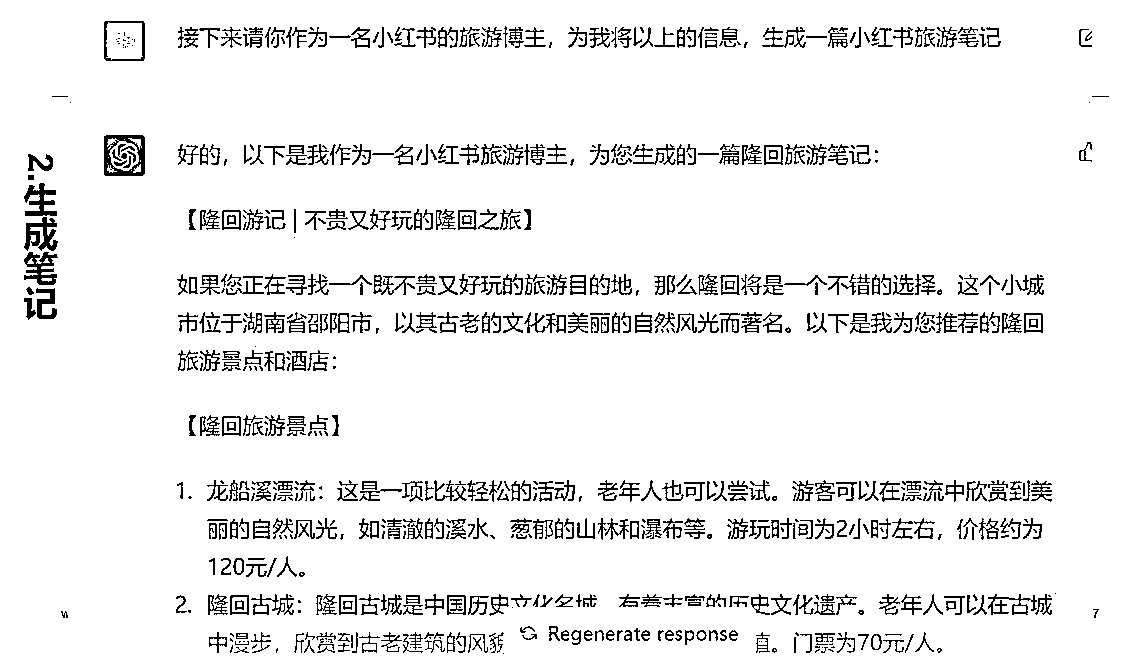 接下来请你作为一名小红书的旅游博主，为我将以上的信息，生成一篇小红书旅游笔记
2.生成笔记
好的，以下是我作为一名小红书旅游博主，为您生成的一篇隆回旅游笔记：
【隆回游记 | 不贵又好玩的隆回之旅】
如果您正在寻找一个既不贵又好玩的旅游目的地，那么隆回将是一个不错的选择。这个小城
市位于湖南省邵阳市，以其古老的文化和美丽的自然风光而著名。以下是我为您推荐的隆回
旅游景点和酒店：
【隆回旅游景点】
1. 龙船溪漂流：这是一项比较轻松的活动，老年人也可以尝试。游客可以在漂流中欣赏到美
丽的自然风光，如清澈的溪水、葱郁的山林和瀑布等。游玩时间为2小时左右，价格约为
120元/人。
2. 隆回古城：隆回古城是中国历史文化名城，有着丰富的历史文化遗产。老年人可以在古城
中漫步，欣赏到古老建筑的风貌 Regenerate response 。门票为70元/人。
7